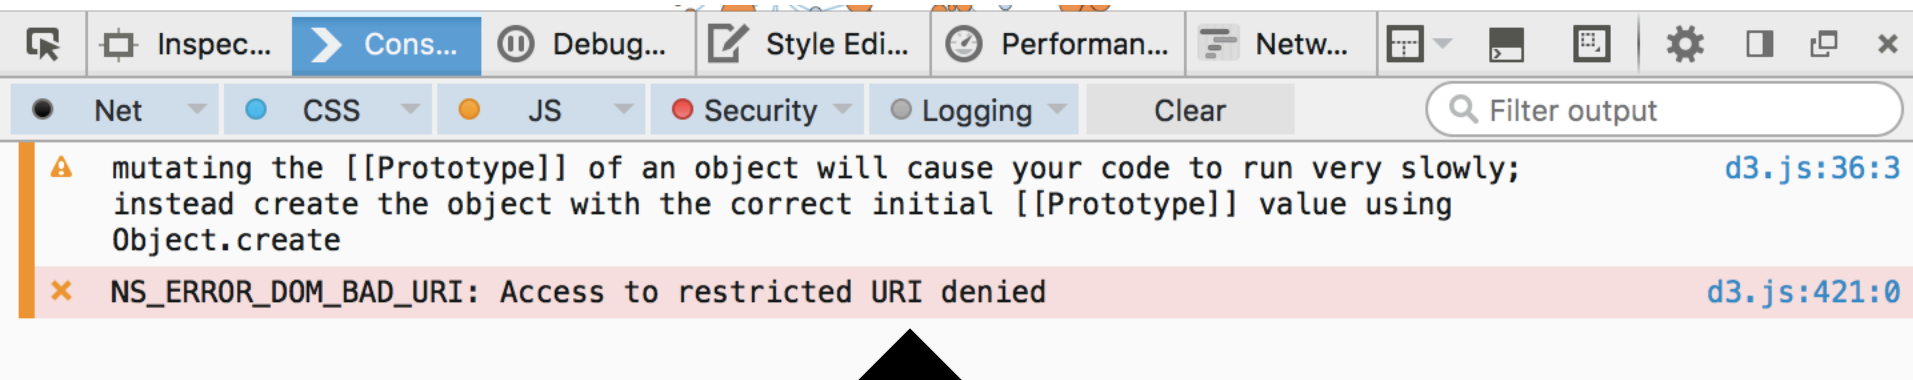 Inspec... Cons... Debug... Style Edi... Performan... Netw...
Net CSS JS Security Logging Clear Filter output
mutating the [[Prototype]] of an object will cause your code to run very slowly; d3.js:36:3
instead create the object with the correct initial [[Prototype]] value using
Object.create
NS_ERROR_DOM_BAD_URI: Access to restricted URI denied d3.js:421:0